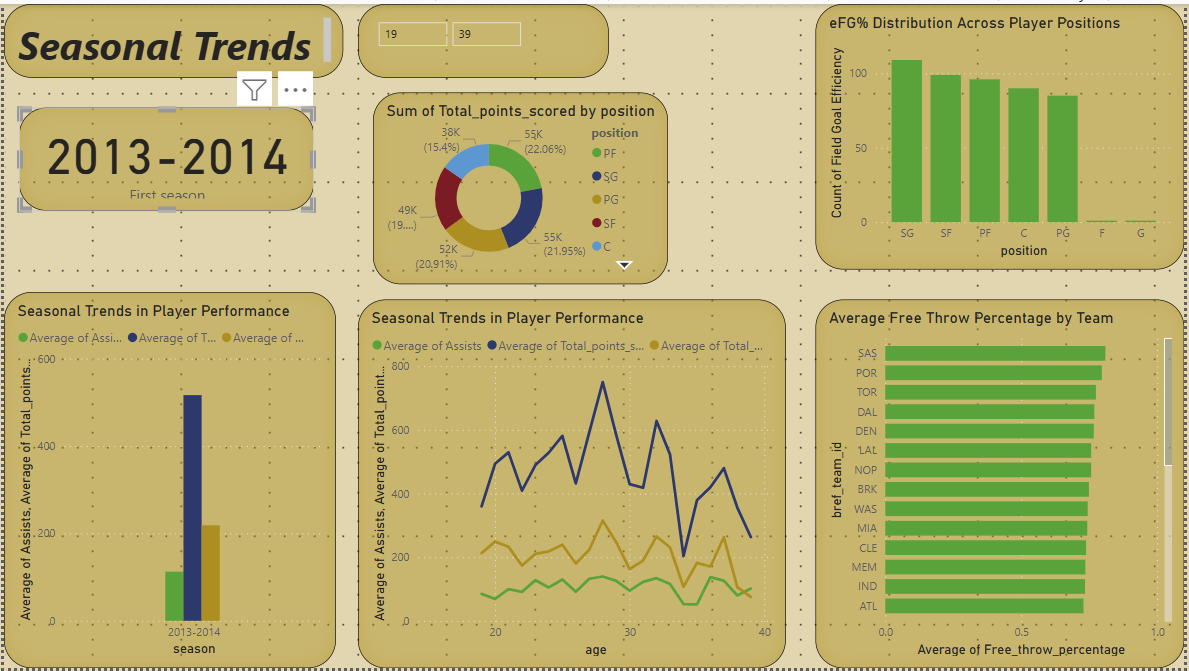 Seasonal Trends
19
39
2013-2014
First season
Sum of Total_points_scored by position
38K
(15.4%)
55K
(22.06%)
49K
(19....)
52K
(20.91%)
55K
(21.95%)
position
PF
SG
PG
SF
C
eFG% Distribution Across Player Positions
Count of Field Goal Efficiency
100
50
0
SG SF PF C PG F G
position
Seasonal Trends in Player Performance
Average of Assi... Average of T... Average of ...
Average of Assists, Average of Total_points...
600
400
200
0
2013-2014
season
Seasonal Trends in Player Performance
Average of Assists Average of Total_points_s... Average of Total_...
Average of Assists, Average of Total_point...
800
600
400
200
0
20 30 40
age
Average Free Throw Percentage by Team
bref_team_id
SAS
POR
TOR
DAL
DEN
LAL
NOP
BRK
WAS
MIA
CLE
MEM
IND
ATL
0.0 0.5 1.0
Average of Free_throw_percentage